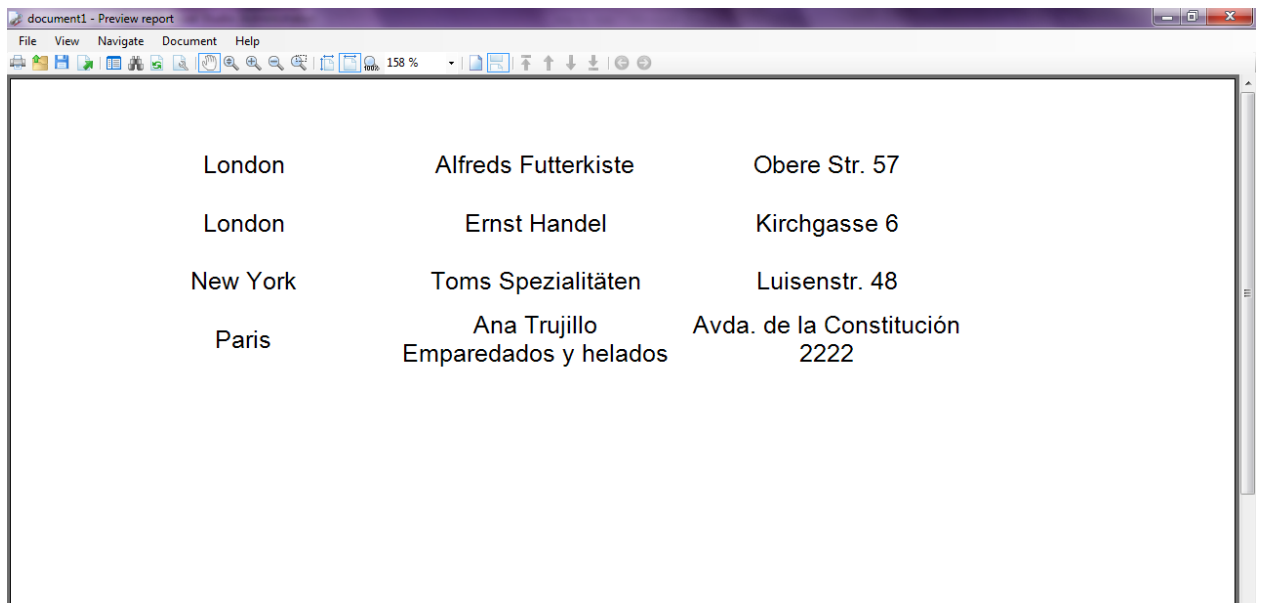 document1 - Preview report
File View Navigate Document Help
100% 158 %
London Alfreds Futterkiste Obere Str. 57
London Ernst Handel Kirchgasse 6
New York Toms Spezialitäten Luisenstr. 48
Paris Ana Trujillo Avda. de la Constitución
Emparedados y helados 2222